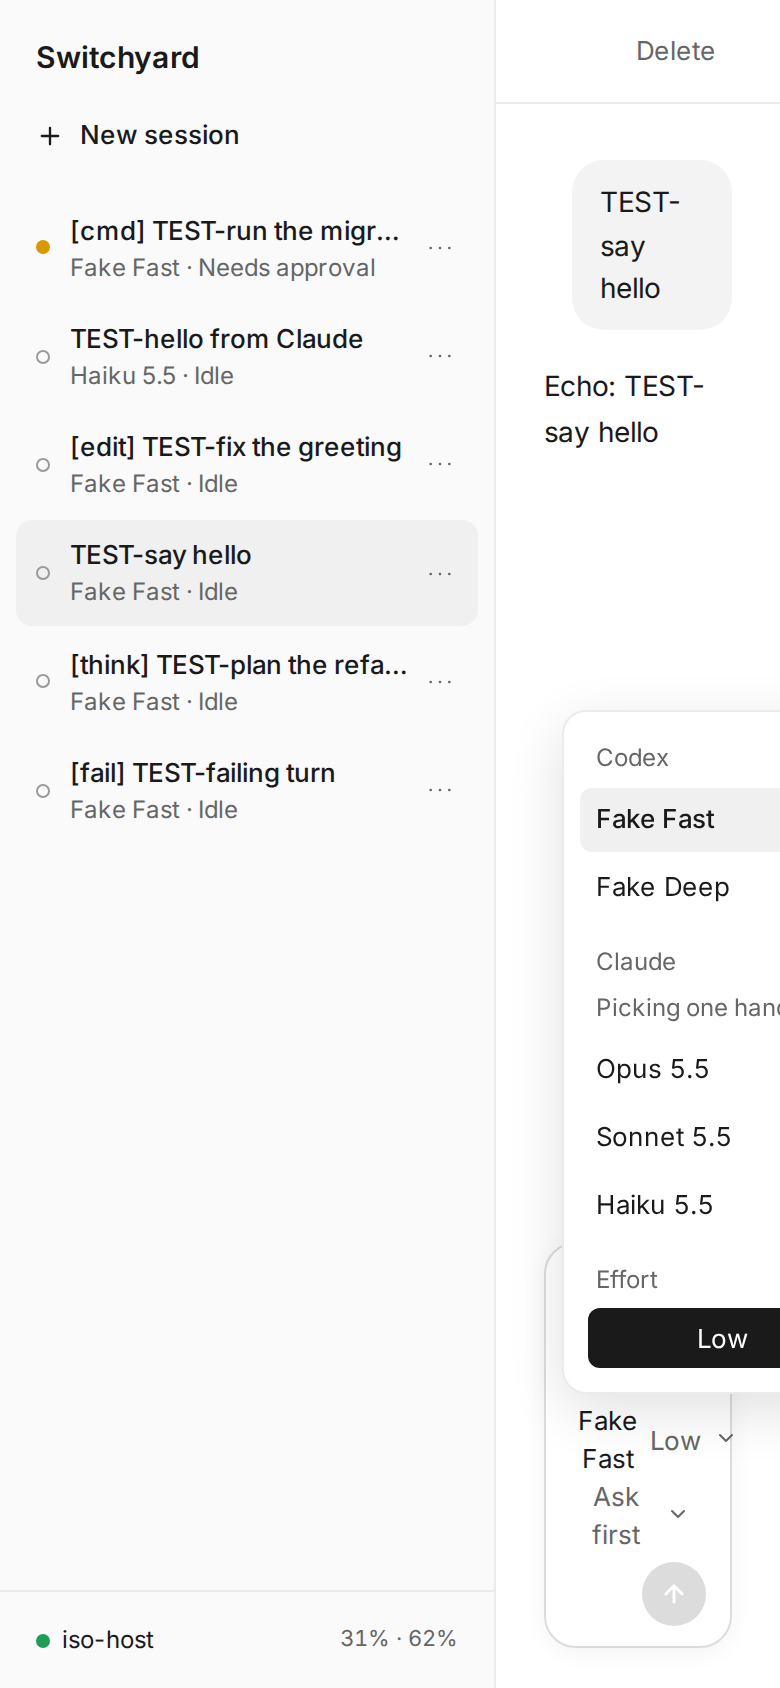 Switchyard
New session
[cmd] TEST-run the migr...
Fake Fast · Needs approval
TEST-hello from Claude
Haiku 5.5 · Idle
[edit] TEST-fix the greeting
Fake Fast · Idle
TEST-say hello
Fake Fast · Idle
[think] TEST-plan the refa...
Fake Fast · Idle
[fail] TEST-failing turn
Fake Fast · Idle
iso-host
31% · 62%
Delete
TEST-
say
hello
Echo: TEST-
say hello
Codex
Fake Fast
Fake Deep
Claude
Picking one
Opus 5.5
Sonnet 5.5
Haiku 5.5
Effort
Low
Fake
Fast
Low
Ask
first